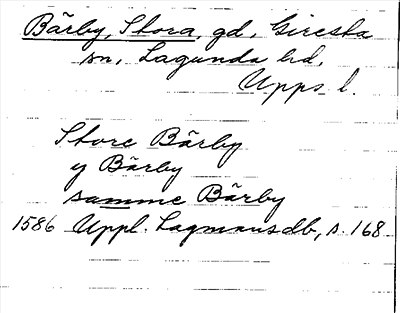 Bärby, Stora, gd, Giresta
sn, Lagunda hd,
Upps l.
Store Bärby
y Bärby
samme Bärby
1586 Uppl. Lagmansdb, s. 168